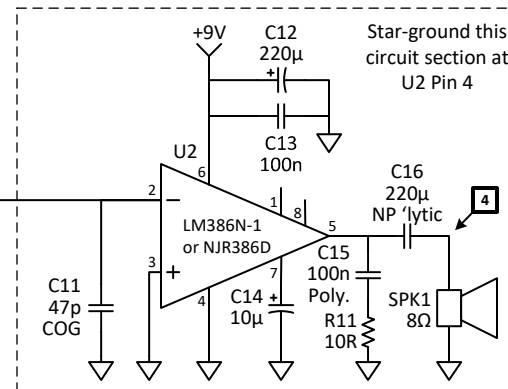 +9V
C12
220µ
+
Star-ground this
circuit section at
U2 Pin 4
C13
100n
U2
6
2
−
1
8
LM386N-1
or NJR386D
5
3
+
7
4
C16
220µ
NP ‘lytic
4
C11
47p
COG
C14
10µ
+
C15
100n
Poly.
R11
10R
SPK1
8Ω